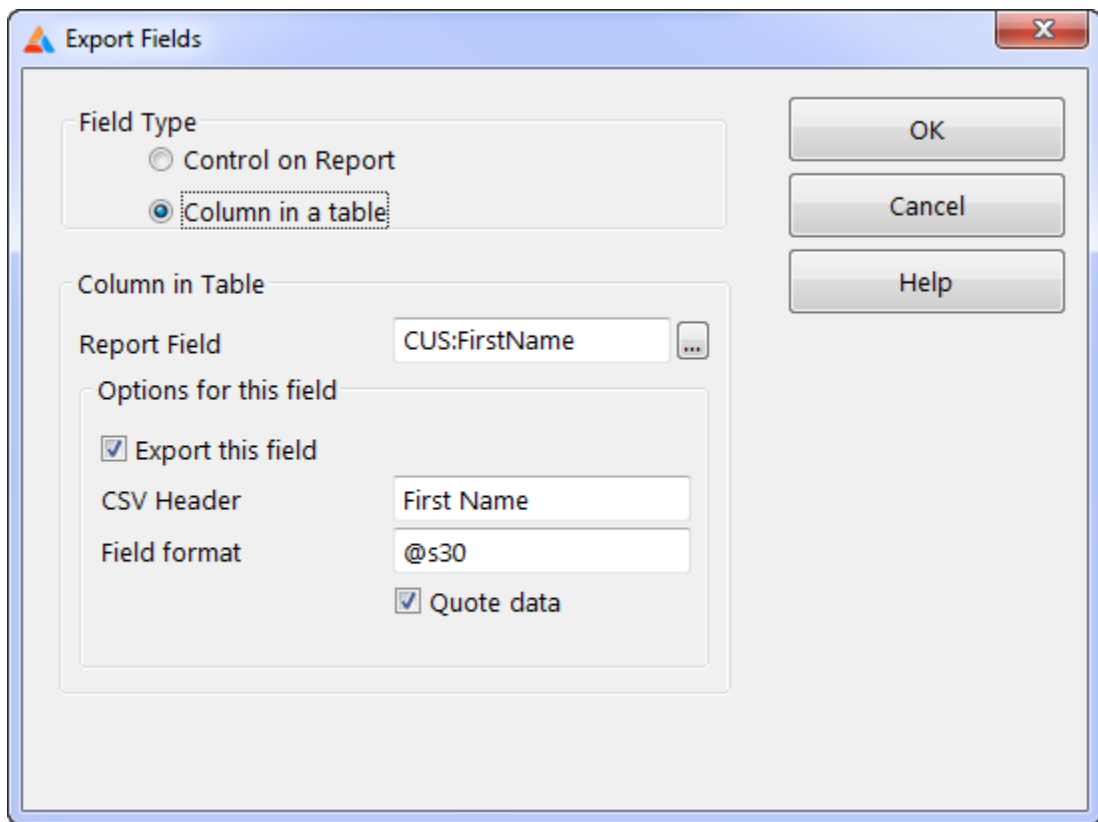 Export Fields
X
Field Type
Control on Report
Column in a table
OK
Cancel
Help
Column in Table
Report Field CUS:FirstName ...
Options for this field
Export this field
CSV Header First Name
Field format @s30
Quote data